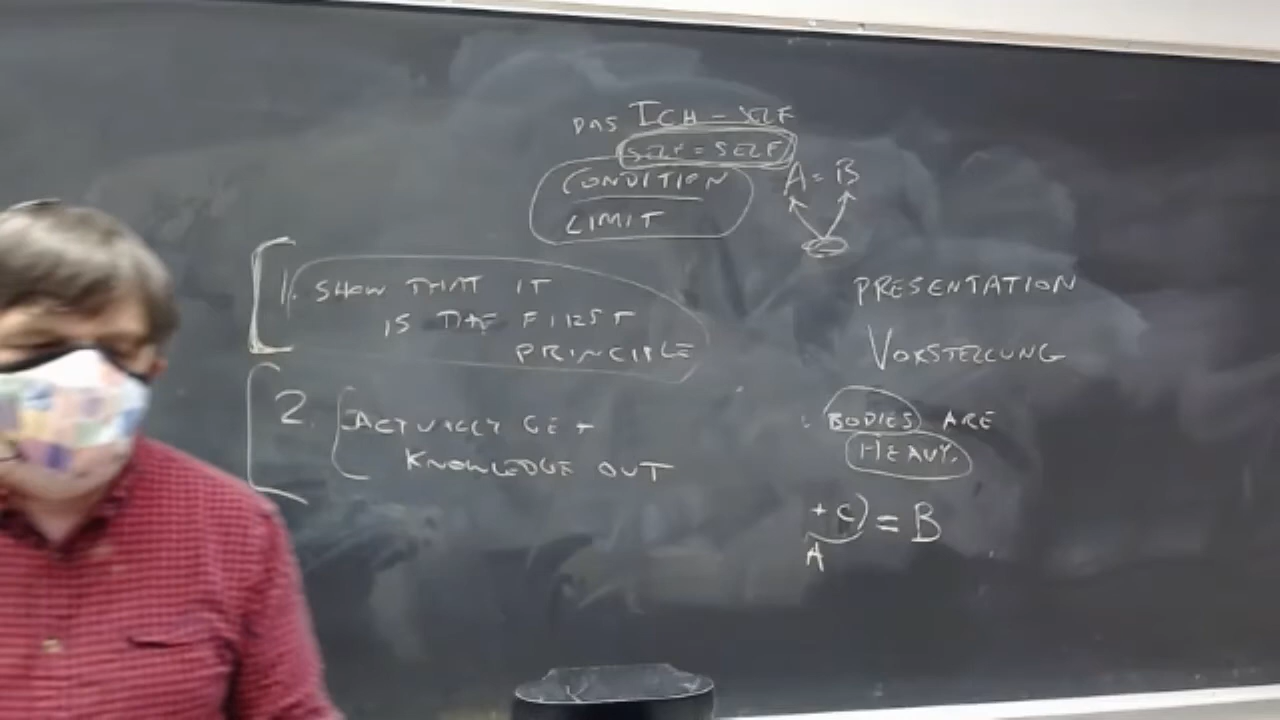 DAS ICH - SELF
SELF = SELF
CONDITION
LIMIT
A = B
1. SHOW THAT IT
IS THE FIRST
PRINCIPLE
2. ACTUALLY GET
KNOWLEDGE OUT
PRESENTATION
VORSTELLUNG
BODIES ARE
HEAVY.
+ C) = B
A